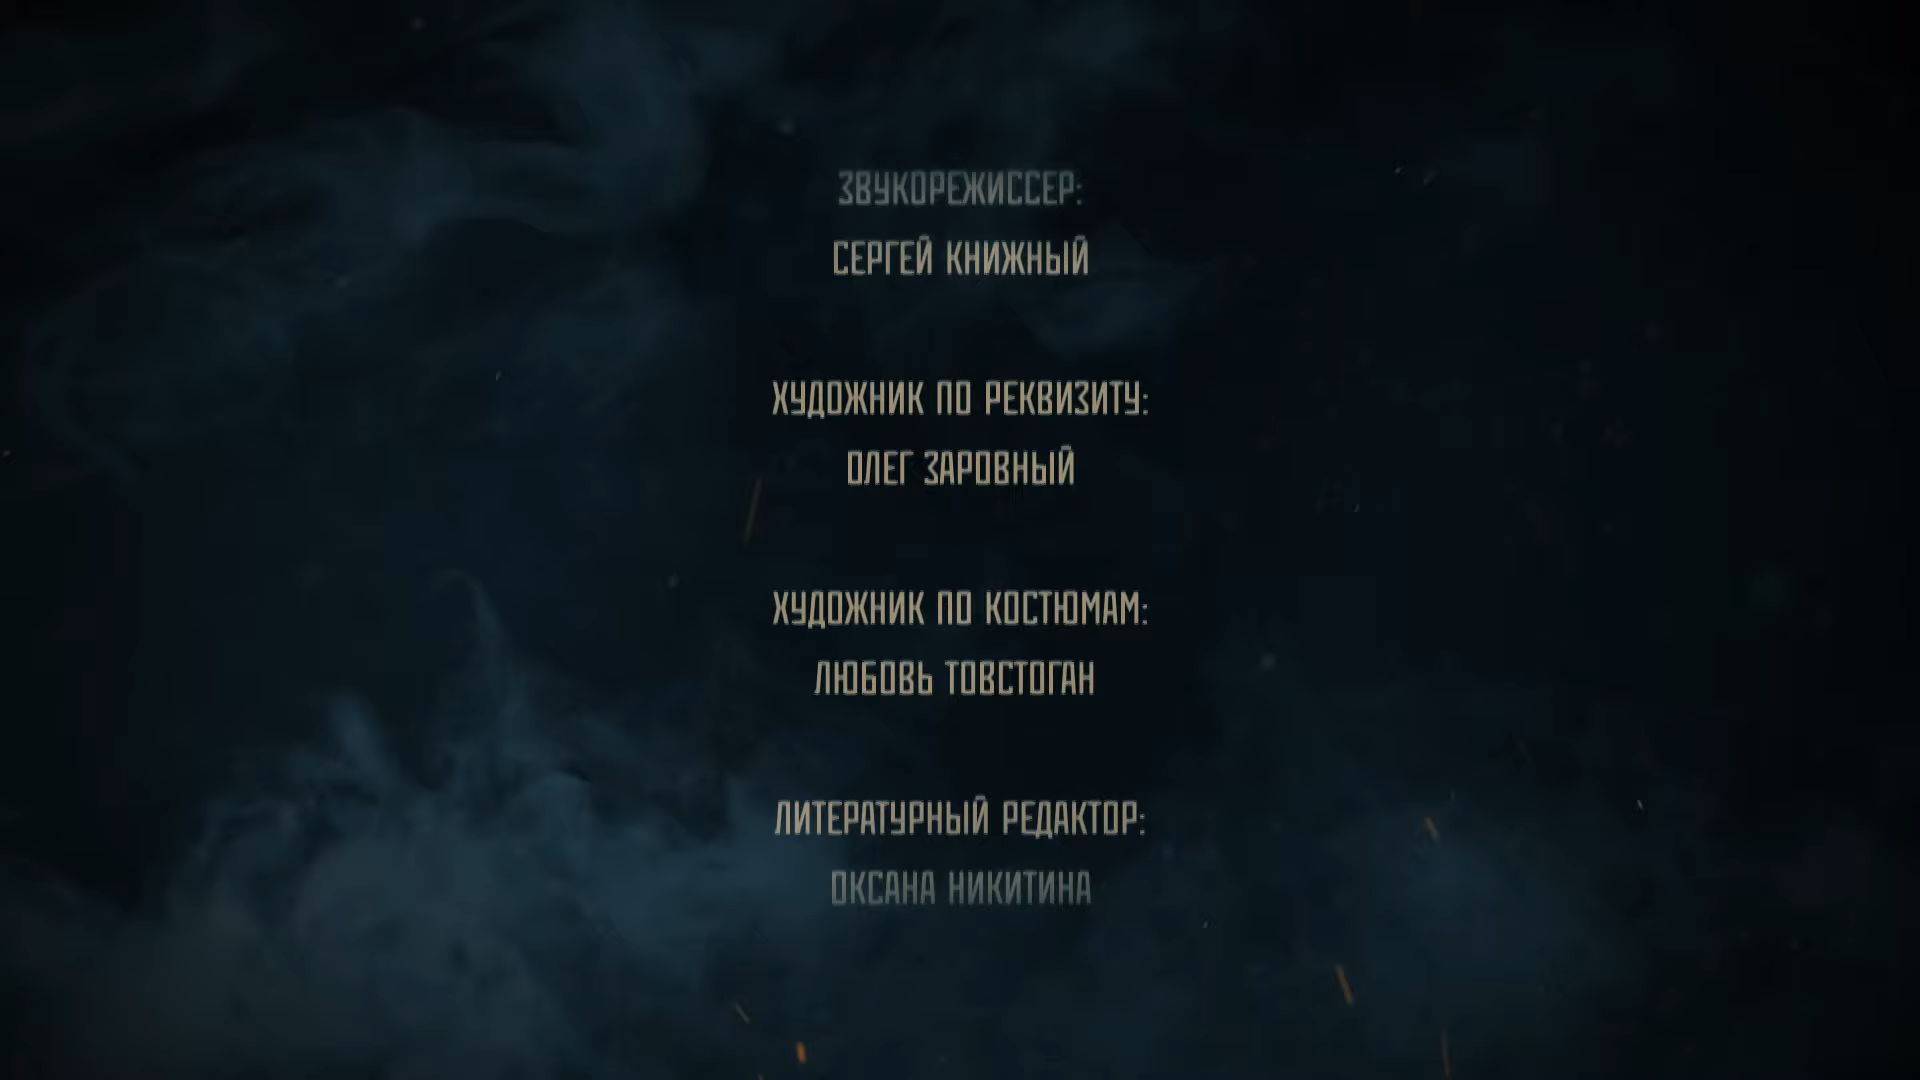 ЗВУКОРЕЖИССЕР:
СЕРГЕЙ КНИЖНЫЙ
ХУДОЖНИК ПО РЕКВИЗИТУ:
ОЛЕГ ЗАРОВНЫЙ
ХУДОЖНИК ПО КОСТЮМАМ:
ЛЮБОВЬ ТОВСТОГАН
ЛИТЕРАТУРНЫЙ РЕДАКТОР:
ОКСАНА НИКИТИНА